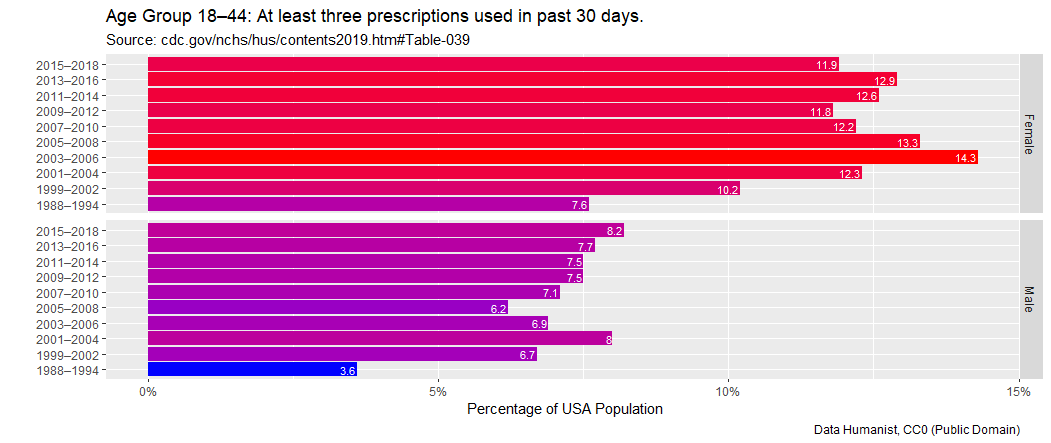 Age Group 18–44: At least three prescriptions used in past 30 days.
Source: cdc.gov/nchs/hus/contents2019.htm#Table-039
2015–2018 11.9
2013–2016 12.9
2011–2014 12.6
2009–2012 11.8
2007–2010 12.2
2005–2008 13.3
2003–2006 14.3
2001–2004 12.3
1999–2002 10.2
1988–1994 7.6
Female
2015–2018 8.2
2013–2016 7.7
2011–2014 7.5
2009–2012 7.5
2007–2010 7.1
2005–2008 6.2
2003–2006 6.9
2001–2004 8
1999–2002 6.7
1988–1994 3.6
Male
0% 5% 10% 15%
Percentage of USA Population
Data Humanist, CC0 (Public Domain)